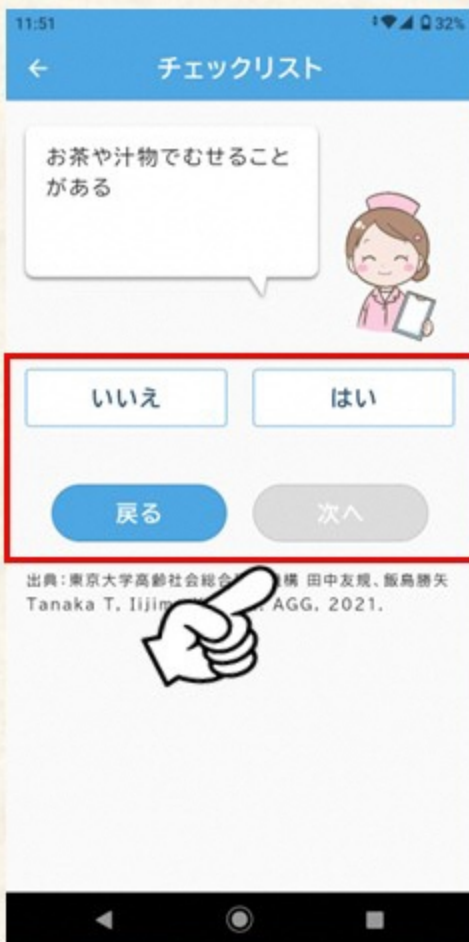 11:51
32%
チェックリスト
お茶や汁物でむせること
がある
いいえ
はい
戻る
次へ
出典:東京大学高齢社会総合 構 田中友規、飯島勝矢
Tanaka T, Iijim AGG, 2021.